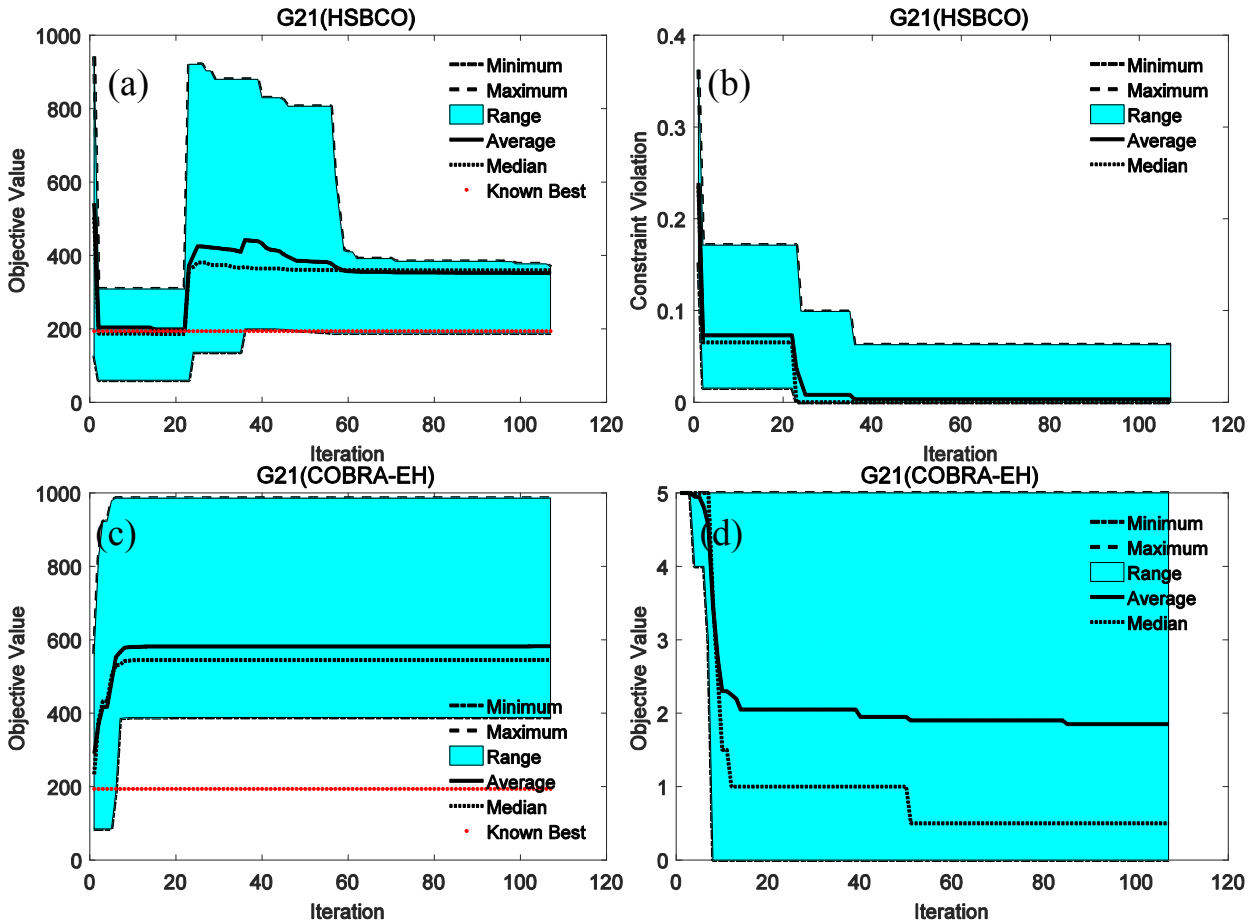 G21(HSBCO)
1000
800
600
400
200
0
Objective Value
(a)
Minimum
Maximum
Range
Average
Median
Known Best
0 20 40 60 80 100 120
Iteration
G21(HSBCO)
0.4
0.3
0.2
0.1
0
Constraint Violation
(b)
Minimum
Maximum
Range
Average
Median
0 20 40 60 80 100 120
Iteration
G21(COBRA-EH)
1000
800
600
400
200
0
Objective Value
(c)
Minimum
Maximum
Range
Average
Median
Known Best
0 20 40 60 80 100 120
Iteration
G21(COBRA-EH)
5
4
3
2
1
0
Objective Value
(d)
Minimum
Maximum
Range
Average
Median
0 20 40 60 80 100 120
Iteration